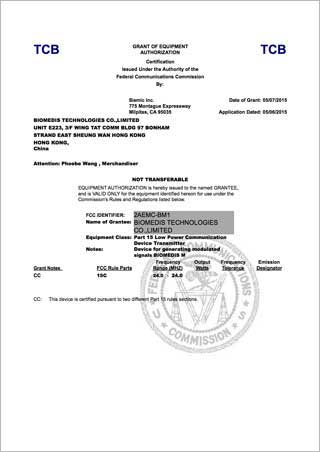 TCB
GRANT OF EQUIPMENT
AUTHORIZATION
TCB
Certification
Issued Under the Authority of the
Federal Communications Commission
By:
Siemic Inc.
775 Montague Expressway
Milpitas, CA 95035
Date of Grant: 05/07/2015
Application Dated: 05/06/2015
BIOMEDIS TECHNOLOGIES CO.,LIMITED
UNIT E223, 3/F WING TAT COMM BLDG 97 BONHAM
STRAND EAST SHEUNG WAN HONG KONG
HONG KONG,
China
Attention: Phoebe Wang , Merchandiser
NOT TRANSFERABLE
EQUIPMENT AUTHORIZATION is hereby issued to the named GRANTEE,
and is VALID ONLY for the equipment identified hereon for use under the
Commission's Rules and Regulations listed below.
FCC IDENTIFIER: 2AEMC-BM1
Name of Grantee: BIOMEDIS TECHNOLOGIES
CO.,LIMITED
Equipment Class: Part 15 Low Power Communication
Device Transmitter
Notes: Device for generating modulated
signals BIOMEDIS M
Grant Notes FCC Rule Parts Frequency Range (MHZ) Output Watts Frequency Tolerance Emission Designator
CC 15C 24.0 - 24.0
CC: This device is certified pursuant to two different Part 15 rules sections.
FEDERAL COMMUNICATIONS COMMISSION
U.S.A.